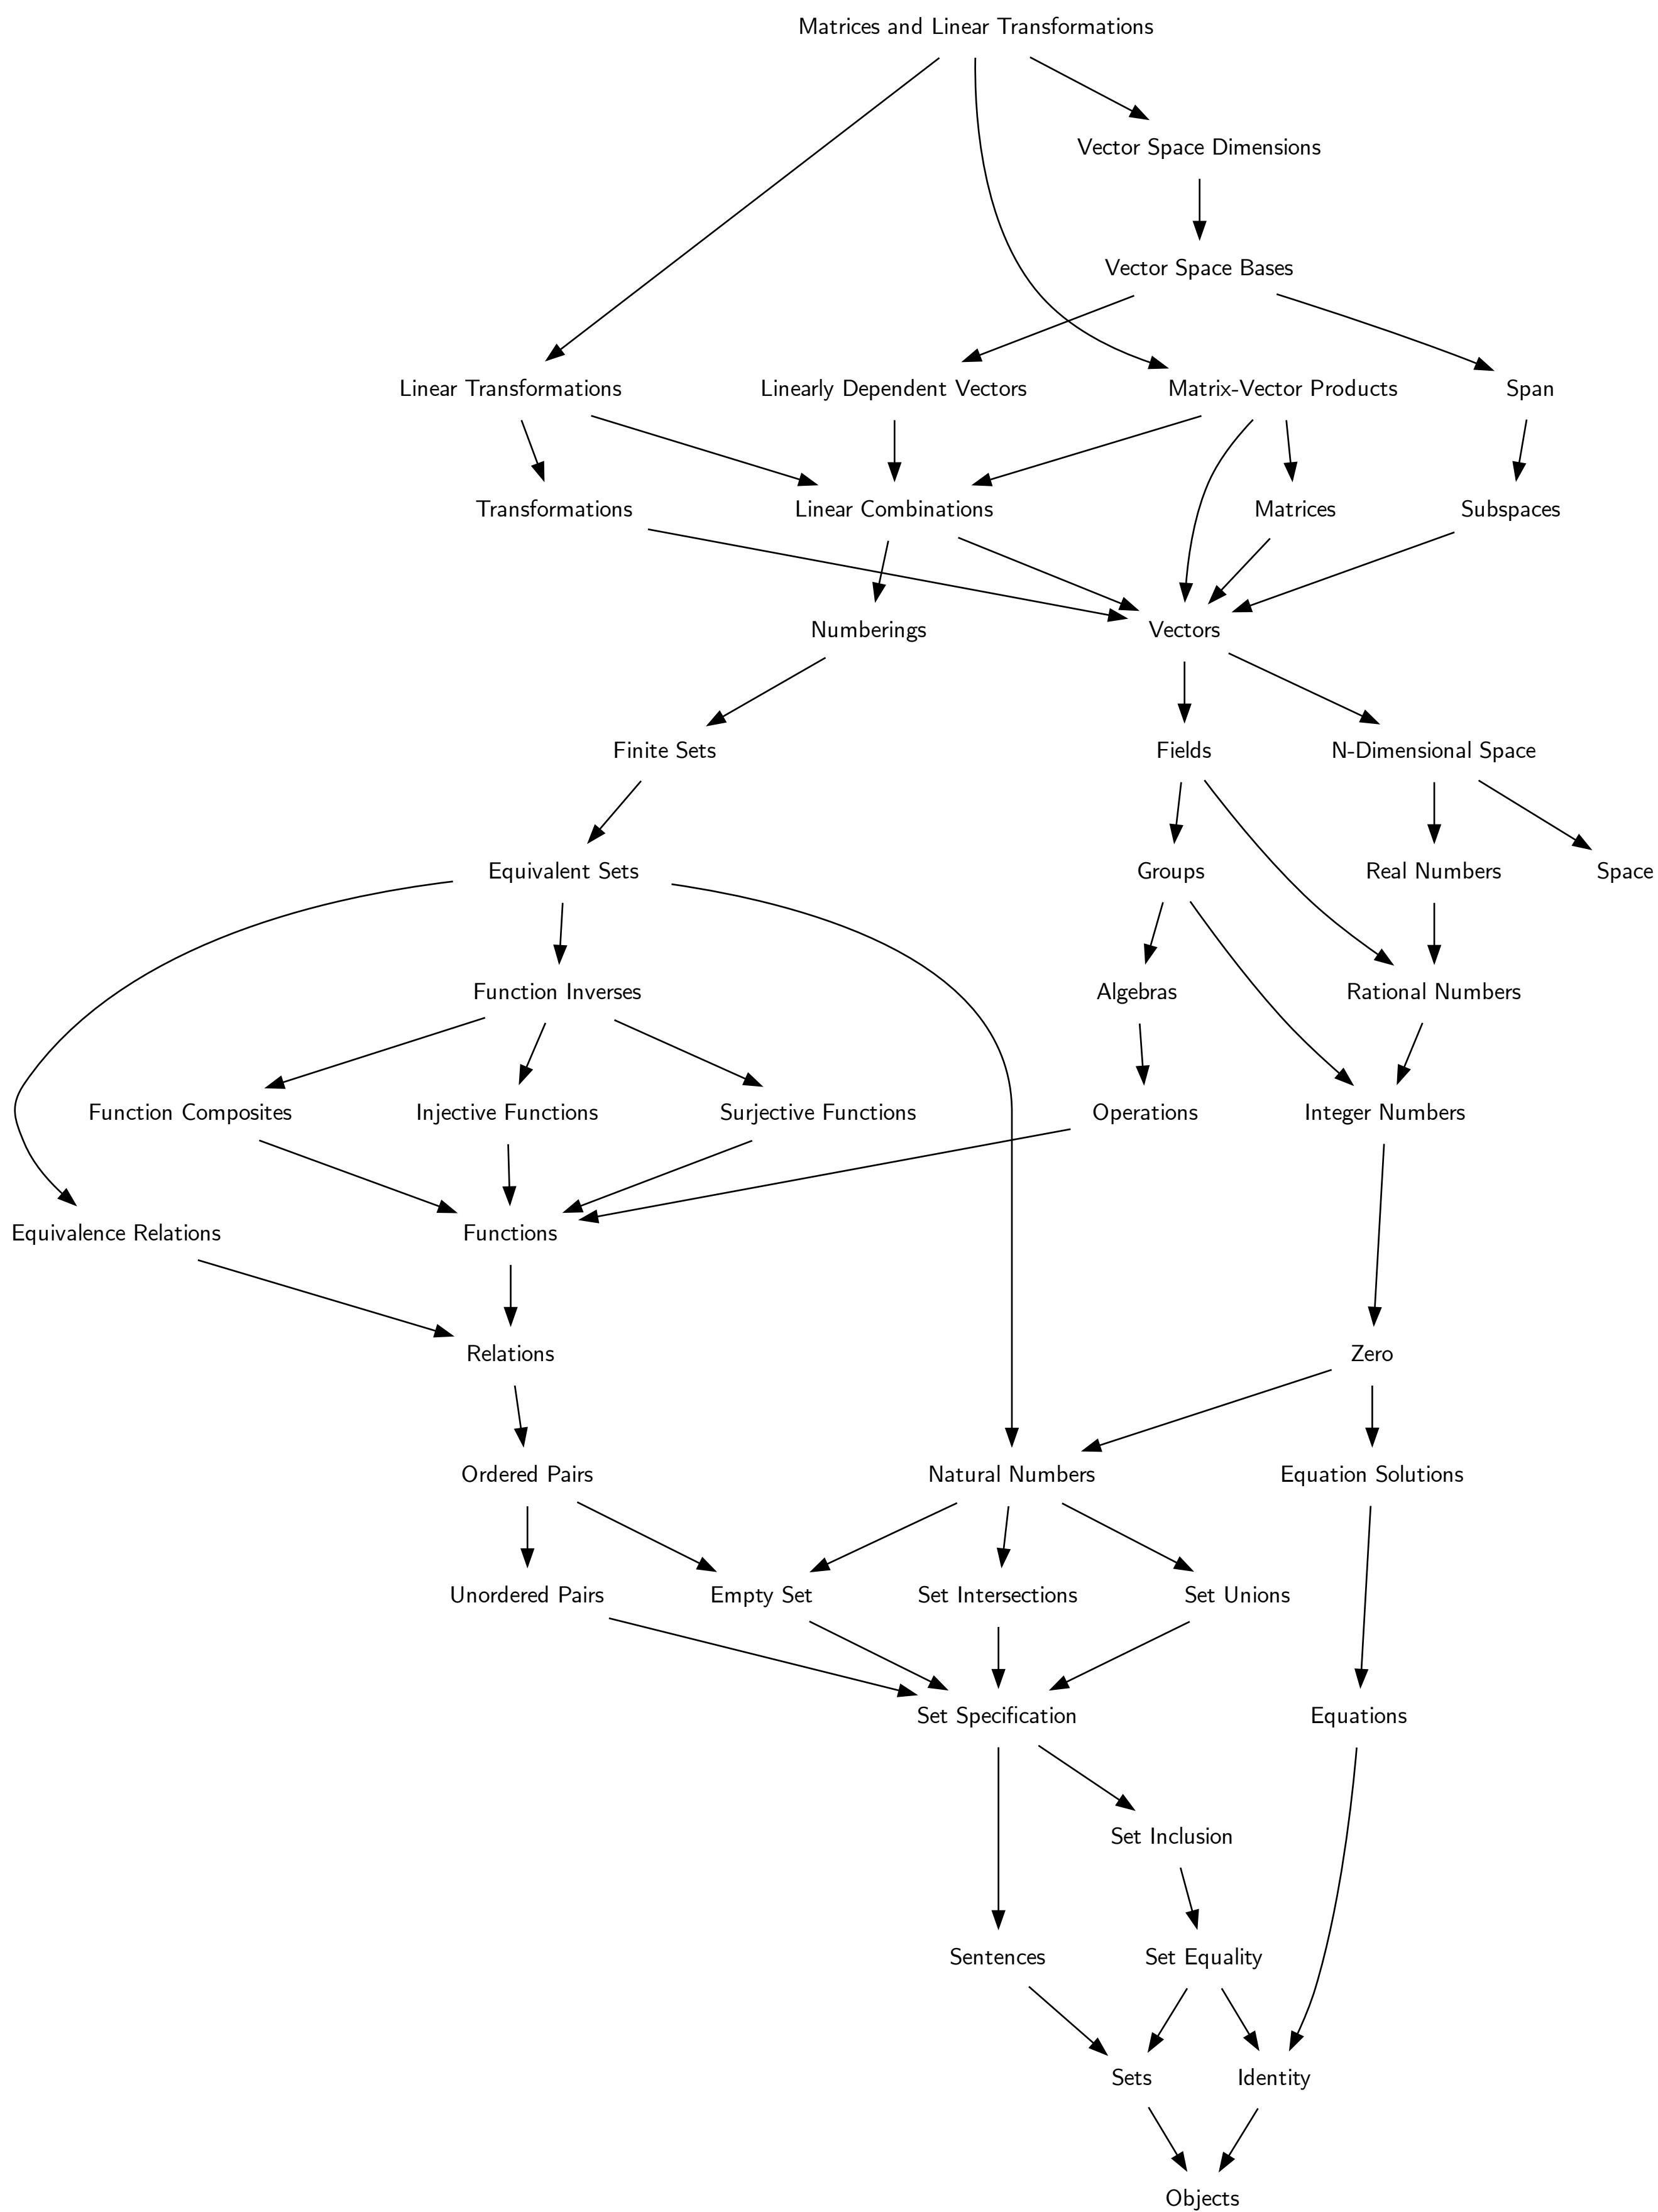 Matrices and Linear Transformations
Vector Space Dimensions
Vector Space Bases
Linear Transformations
Linearly Dependent Vectors
Matrix-Vector Products
Span
Transformations
Linear Combinations
Matrices
Subspaces
Numberings
Vectors
Finite Sets
Fields
N-Dimensional Space
Equivalent Sets
Groups
Real Numbers
Space
Function Inverses
Algebras
Rational Numbers
Function Composites
Injective Functions
Surjective Functions
Operations
Integer Numbers
Equivalence Relations
Functions
Relations
Zero
Ordered Pairs
Natural Numbers
Equation Solutions
Unordered Pairs
Empty Set
Set Intersections
Set Unions
Set Specification
Equations
Set Inclusion
Sentences
Set Equality
Sets
Identity
Objects